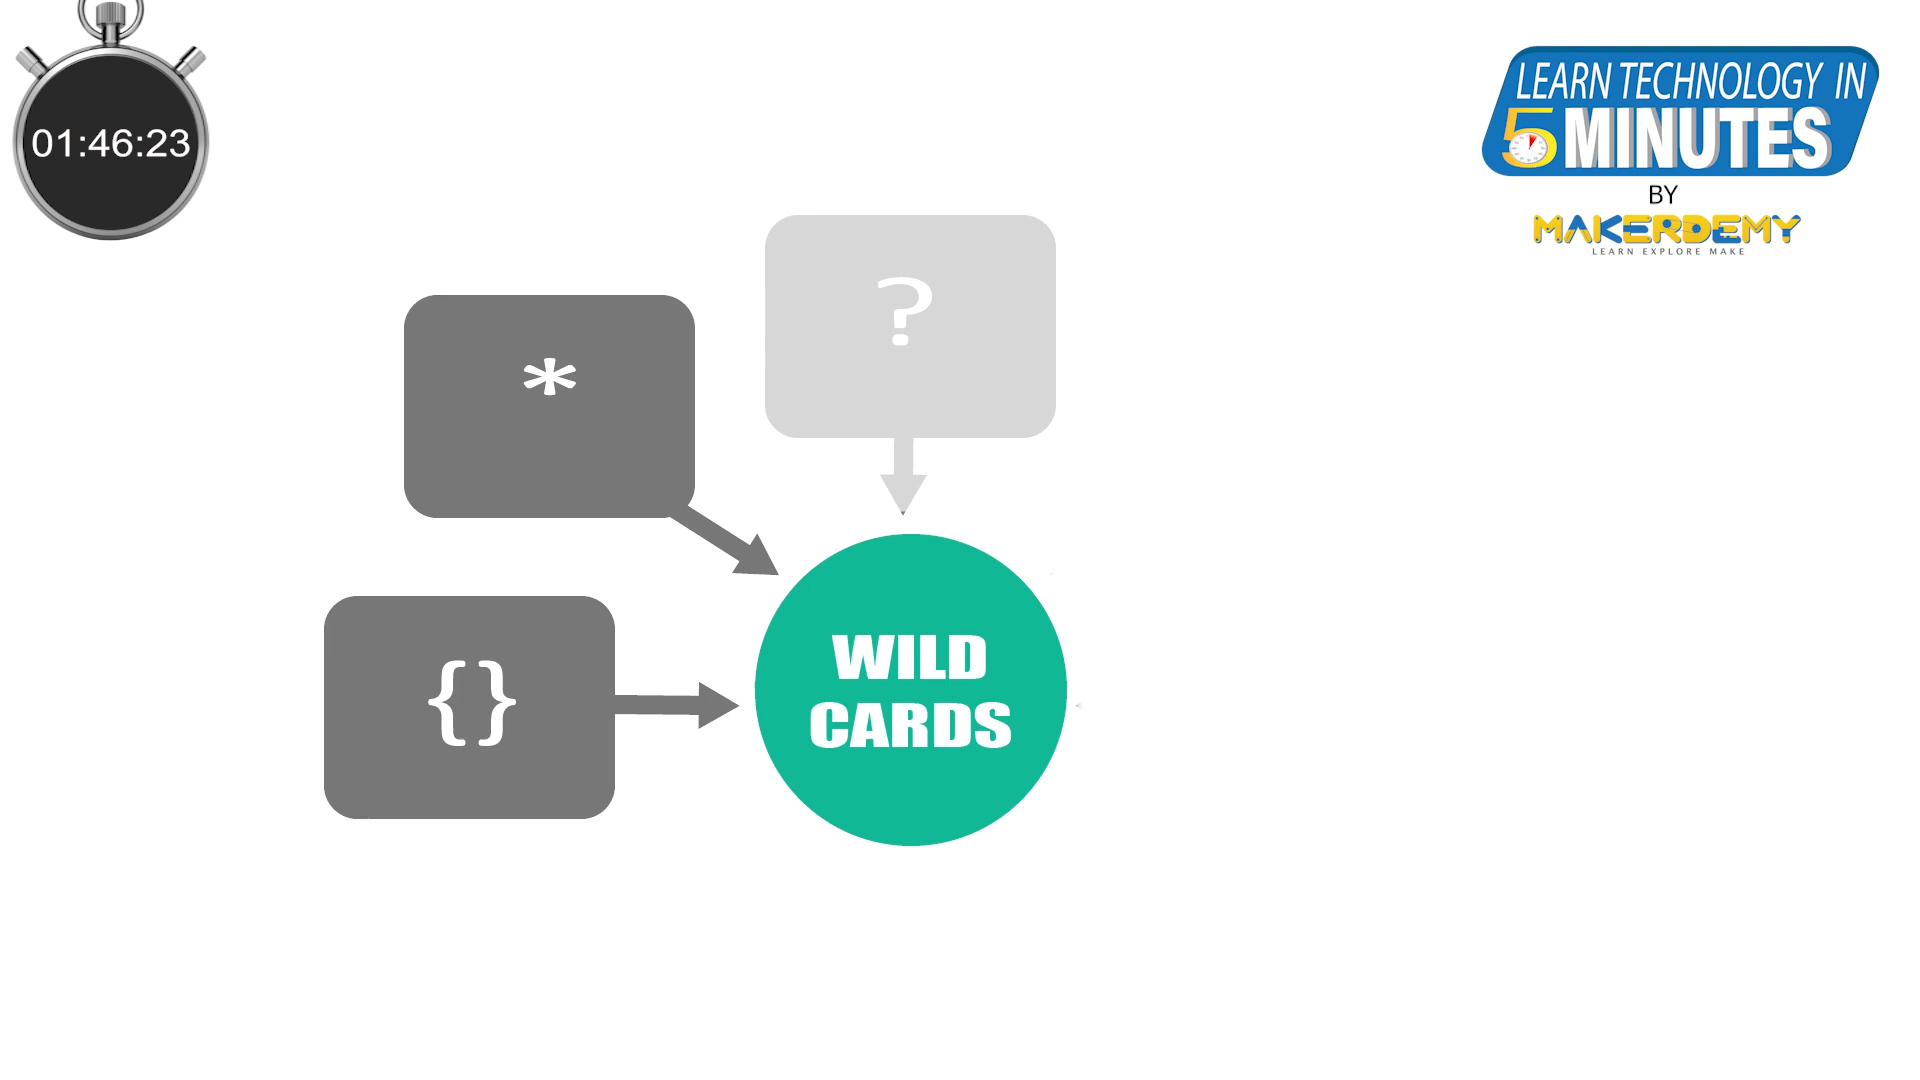 01:46:23
LEARN TECHNOLOGY IN
5 MINUTES
BY
MAKERDEMY
LEARN EXPLORE MAKE
?
*
{}
WILD
CARDS